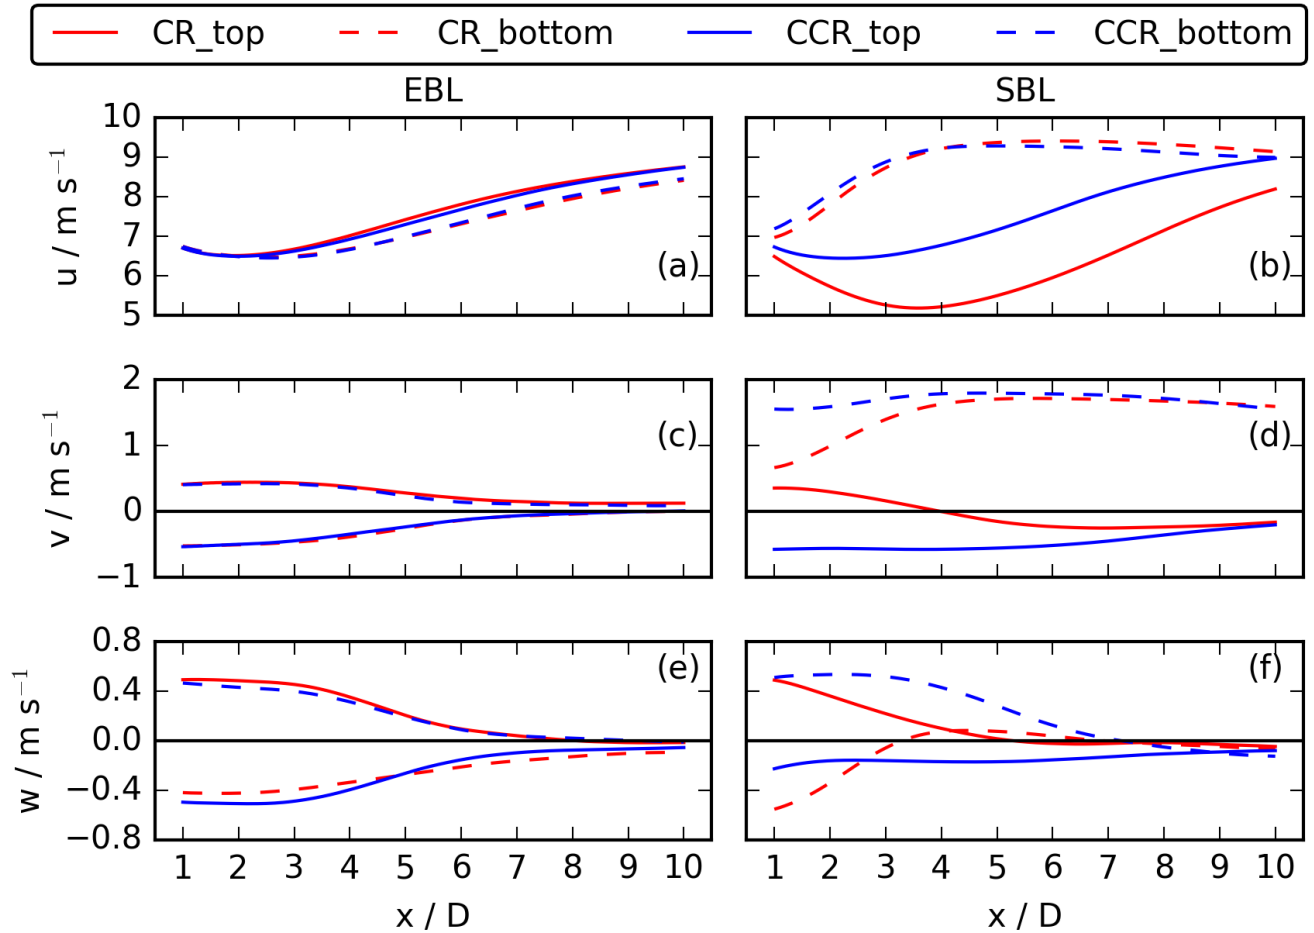 CR_top CR_bottom CCR_top CCR_bottom
EBL SBL
10
9
8
7
6
5
u / m s⁻¹
(a) (b)
2
1
0
−1
v / m s⁻¹
(c) (d)
0.8
0.4
0.0
−0.4
−0.8
w / m s⁻¹
(e) (f)
1 2 3 4 5 6 7 8 9 10 1 2 3 4 5 6 7 8 9 10
x / D x / D